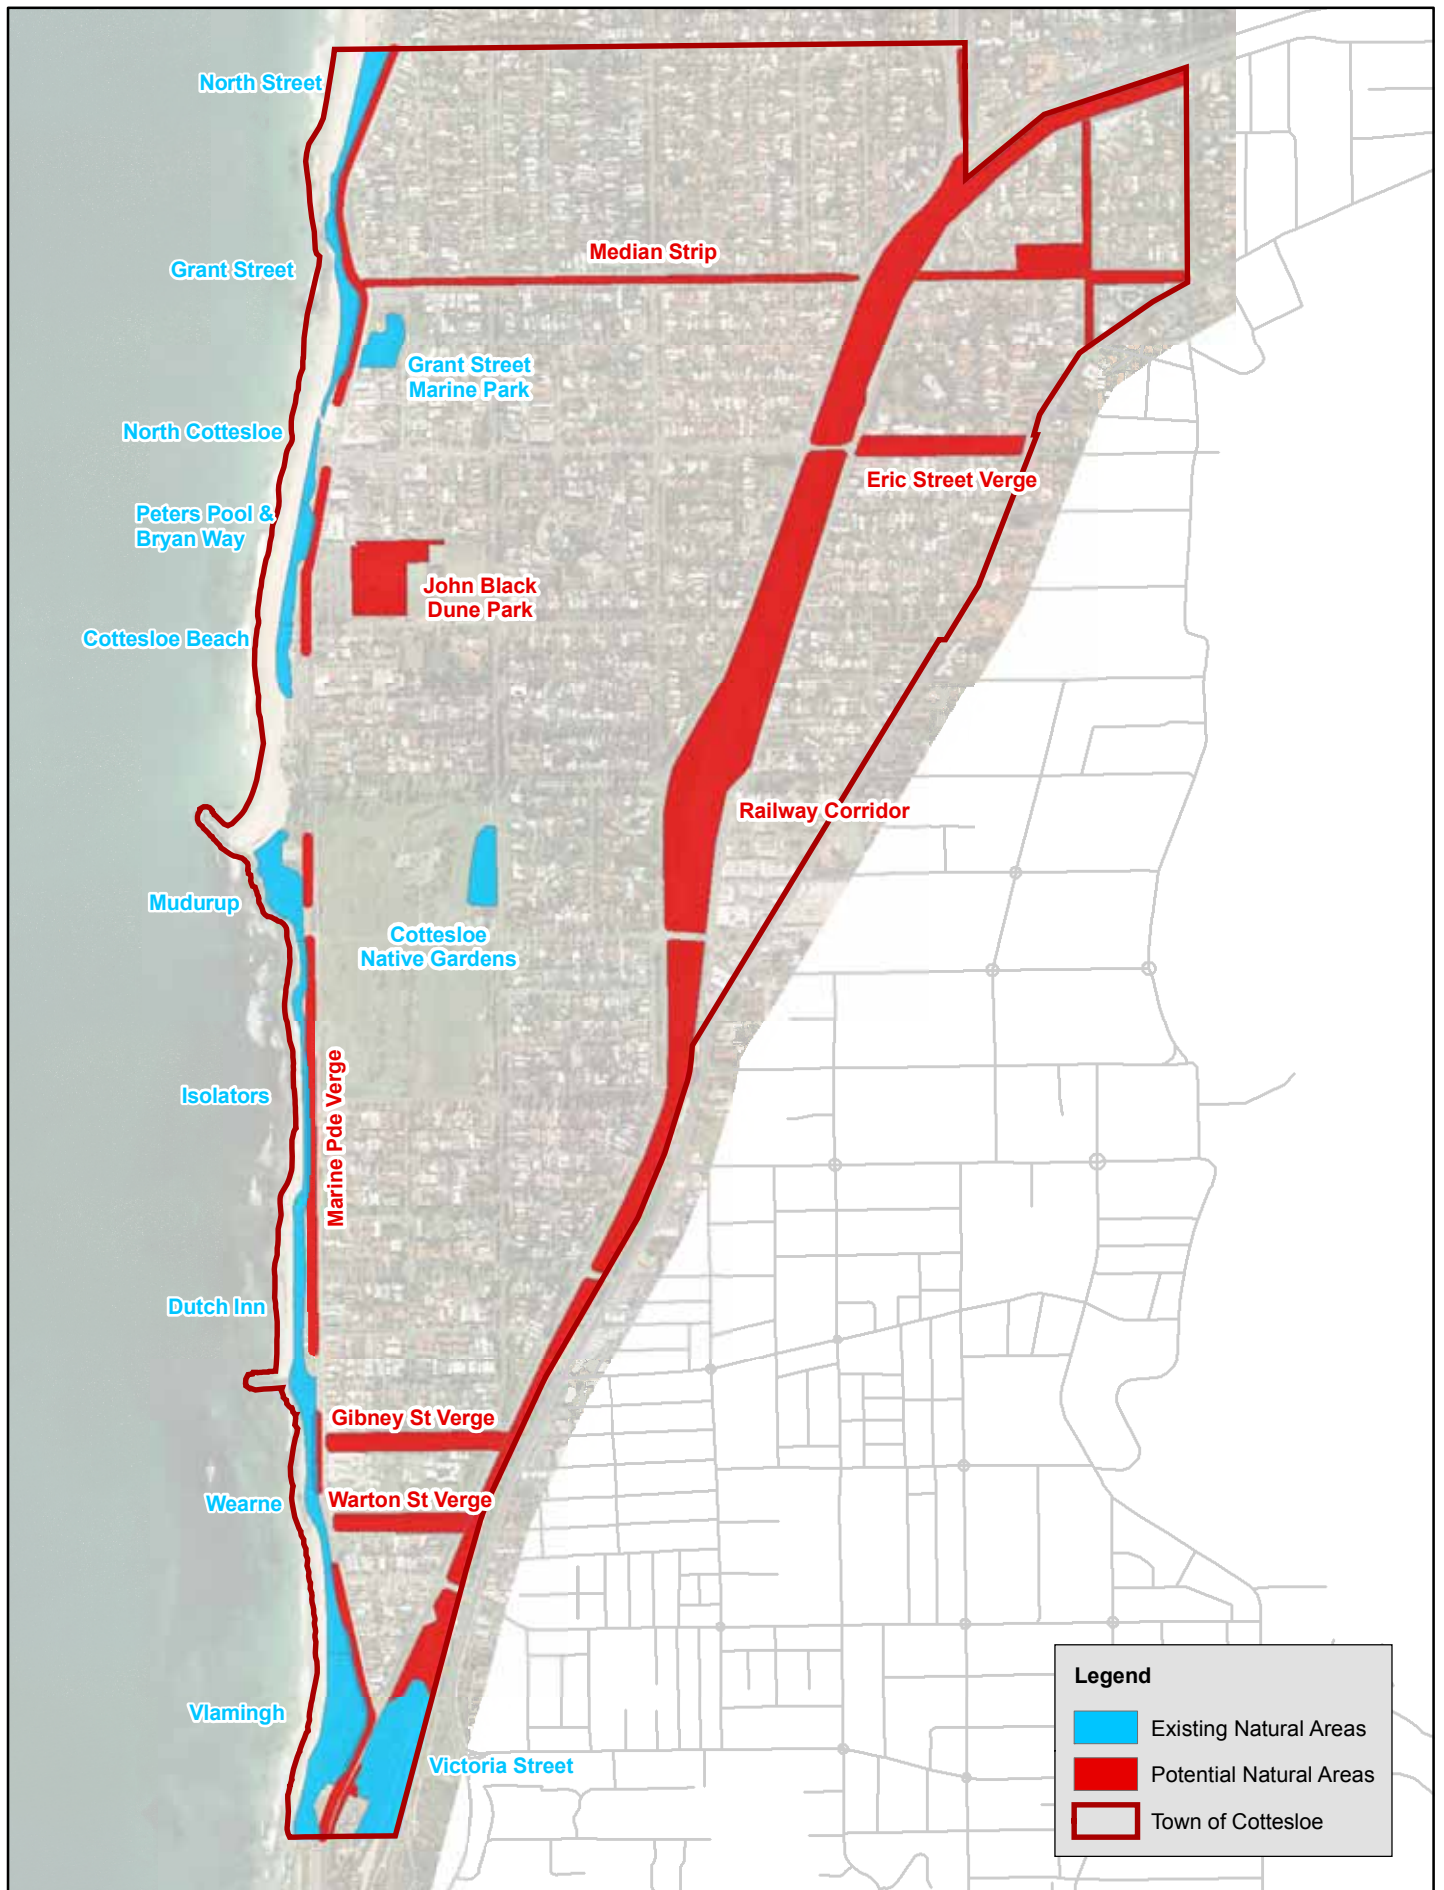 North Street
Median Strip
Grant Street
Grant Street
Marine Park
North Cottesloe
Eric Street Verge
Peters Pool &
Bryan Way
John Black
Dune Park
Cottesloe Beach
Railway Corridor
Mudurup
Cottesloe
Native Gardens
Isolators
Marine Pde Verge
Dutch Inn
Gibney St Verge
Wearne
Warton St Verge
Vlamingh
Victoria Street
Legend
Existing Natural Areas
Potential Natural Areas
Town of Cottesloe